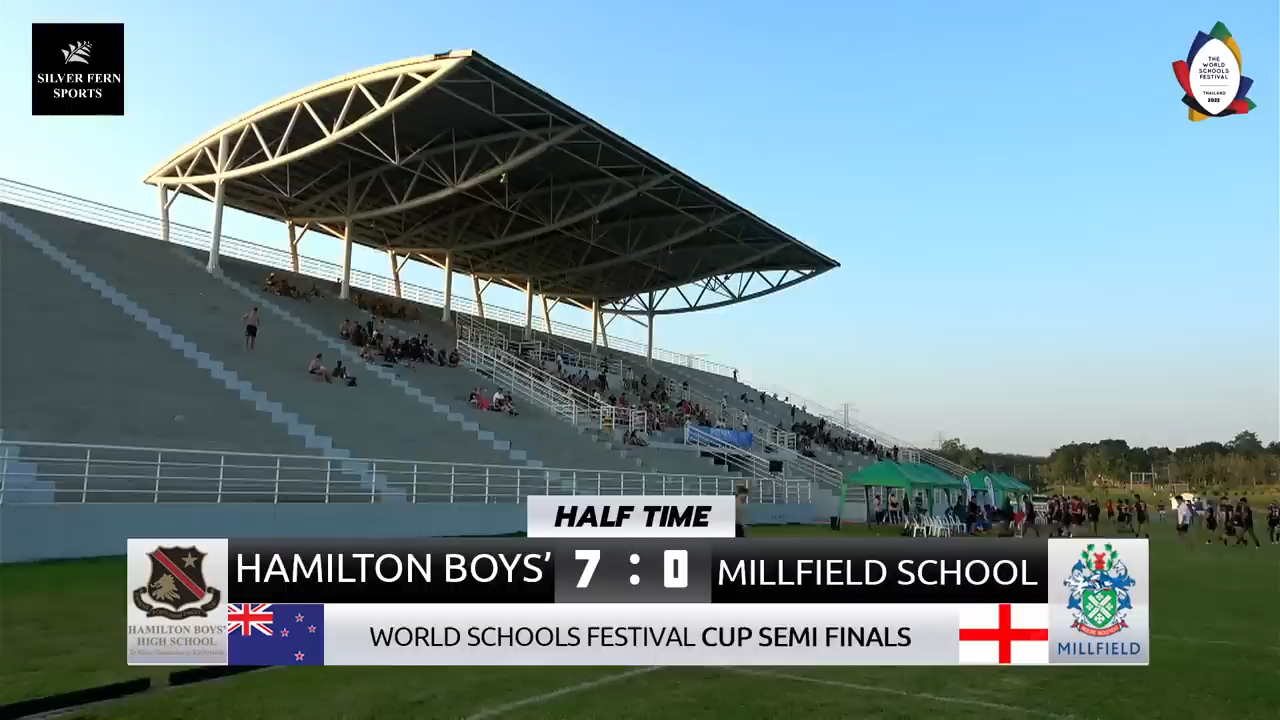 SILVER FERN
SPORTS
THE
WORLD
SCHOOLS
FESTIVAL
THAILAND
2022
HALF TIME
HAMILTON BOYS’ 7 : 0 MILLFIELD SCHOOL
HAMILTON BOYS'
HIGH SCHOOL
WORLD SCHOOLS FESTIVAL CUP SEMI FINALS
MILLFIELD